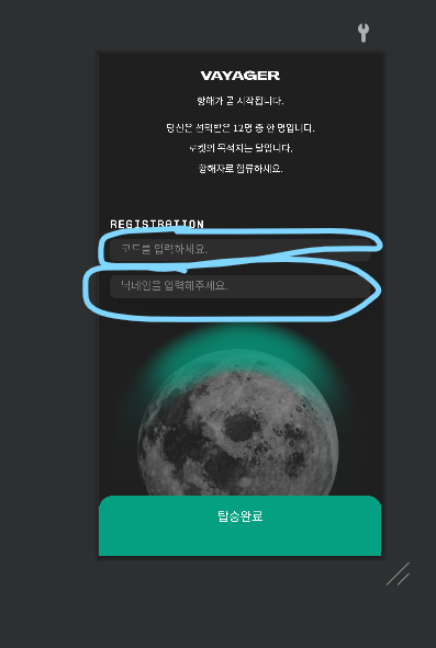 VAYAGER
항해가 곧 시작됩니다.
당신은 선택받은 12명 중 한 명입니다.
로켓의 목적지는 달입니다.
항해자로 합류하세요.
REGISTRATION
코드를 입력하세요.
닉네임을 입력해주세요.
탑승완료